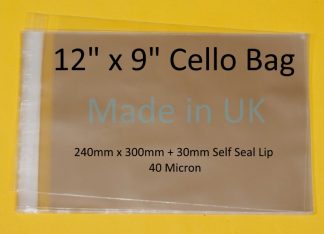 12" x 9" Cello Bag
Made in UK
240mm x 300mm + 30mm Self Seal Lip
40 Micron